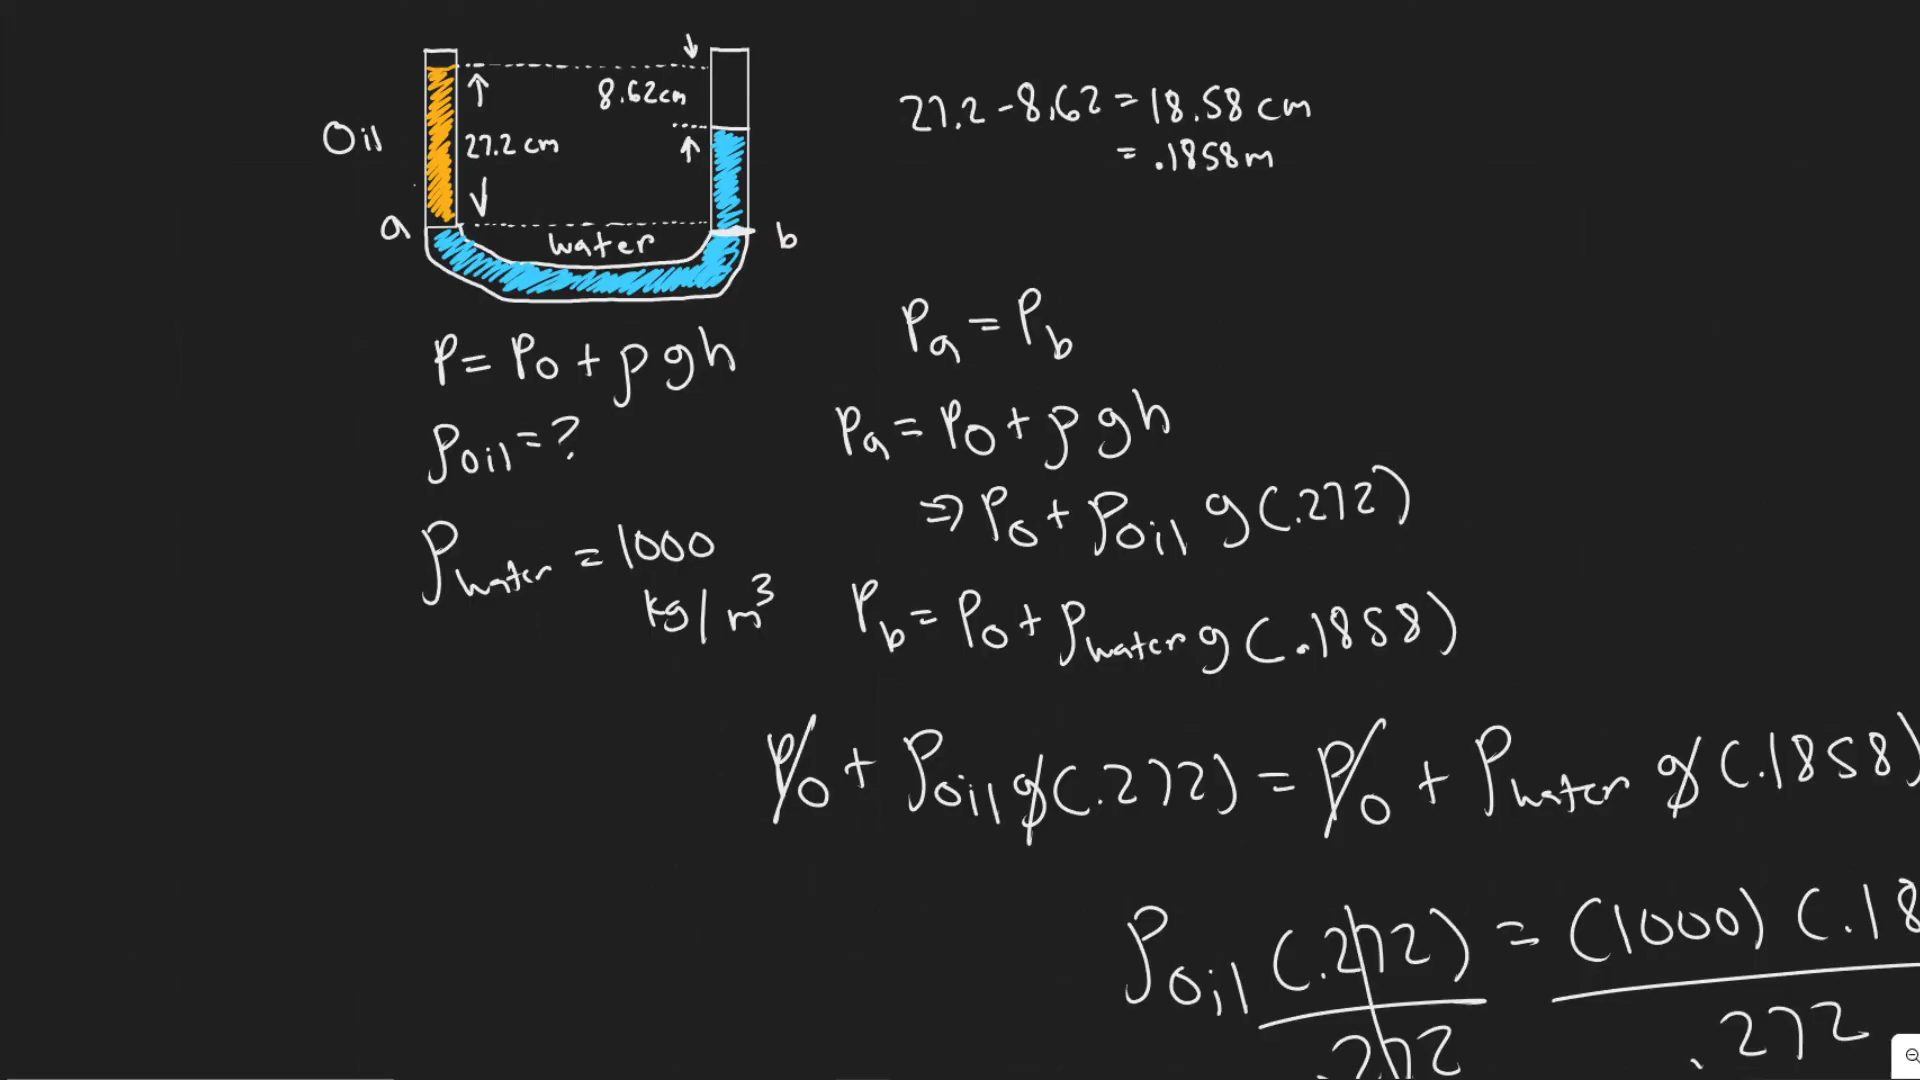 8.62cm
Oil
27.2 cm
a
water
b
27.2 - 8.62 = 18.58 cm
= .1858m
P = P₀ + ρgh
ρoil = ?
ρwater = 1000
kg/m³
Pa = Pb
Pa = P₀ + ρgh
⇒ P₀ + ρoil g(.272)
Pb = P₀ + ρwater g(.1858)
P₀ + ρoil g(.272) = P₀ + ρwater g(.1858)
ρoil (.272) = (1000) (.18
.272 .272